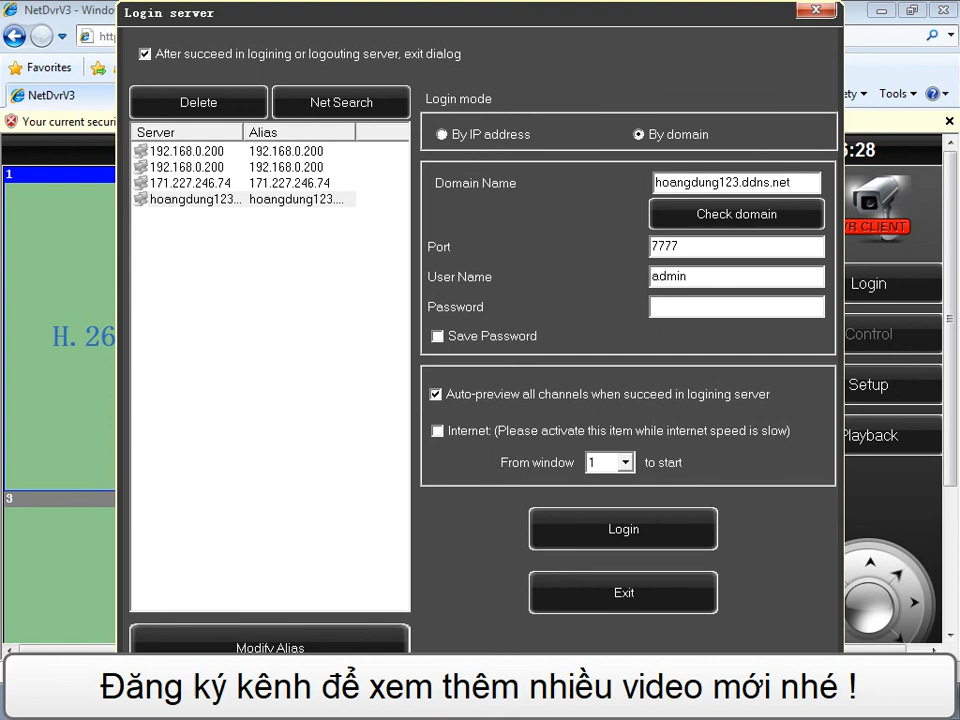 NetDvrV3 - Windo
Login server
After succeed in logining or logouting server, exit dialog
Favorites
Delete
Net Search
Login mode
NetDvrV3
Tools
Your current securi
Server
Alias
By IP address
By domain
6:28
192.168.0.200 192.168.0.200
192.168.0.200 192.168.0.200
171.227.246.74 171.227.246.74
hoangdung123... hoangdung123....
1
Domain Name
hoangdung123.ddns.net
Check domain
VR CLIENT
Port
7777
User Name
admin
Login
Password
Save Password
H. 26
Control
Setup
Auto-preview all channels when succeed in logining server
Internet: (Please activate this item while internet speed is slow)
Playback
From window
1
to start
3
Login
Exit
Modify Alias
Đăng ký kênh để xem thêm nhiều video mới nhé !